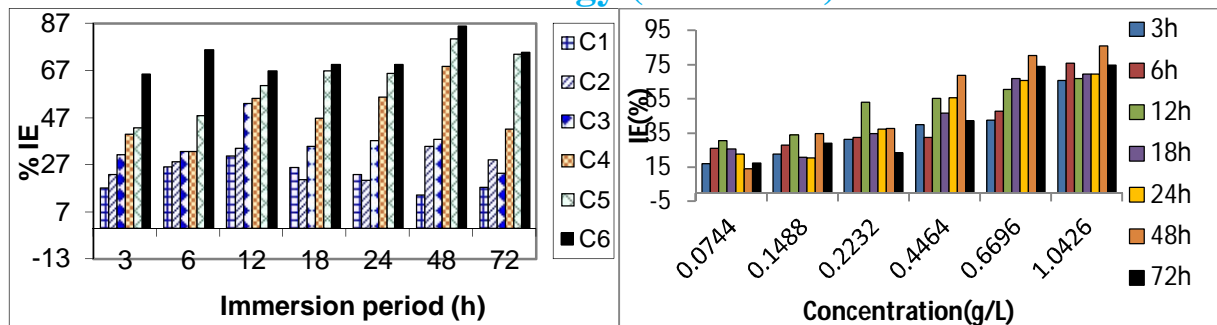 87
67
47
27
7
-13
% IE
3 6 12 18 24 48 72
Immersion period (h)
C1
C2
C3
C4
C5
C6
95
75
55
35
15
-5
IE(%)
0.0744 0.1488 0.2232 0.4464 0.6696 1.0426
Concentration(g/L)
3h
6h
12h
18h
24h
48h
72h